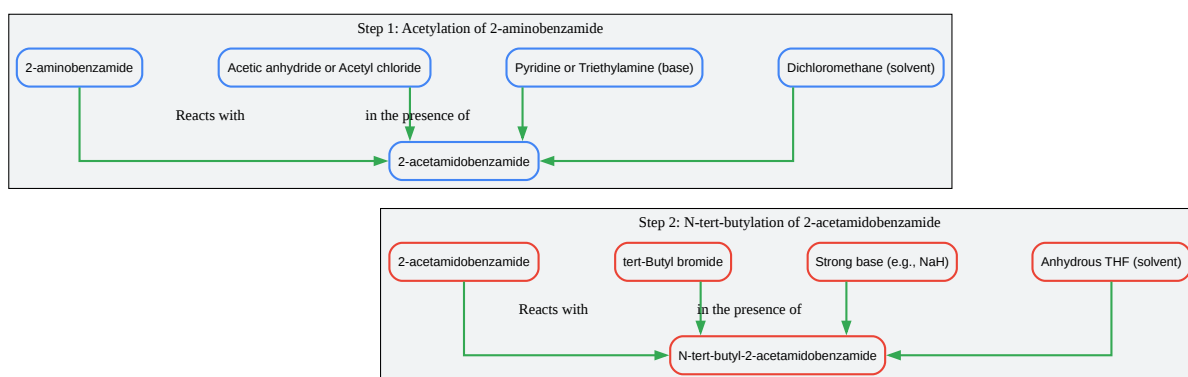 Step 1: Acetylation of 2-aminobenzamide
2-aminobenzamide
Acetic anhydride or Acetyl chloride
Pyridine or Triethylamine (base)
Dichloromethane (solvent)
Reacts with
in the presence of
2-acetamidobenzamide
Step 2: N-tert-butylation of 2-acetamidobenzamide
2-acetamidobenzamide
tert-Butyl bromide
Strong base (e.g., NaH)
Anhydrous THF (solvent)
Reacts with
in the presence of
N-tert-butyl-2-acetamidobenzamide